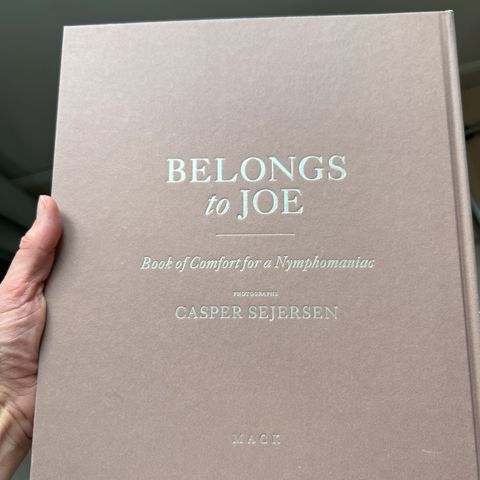 BELONGS
to JOE
Book of Comfort for a Nymphomaniac
PHOTOGRAPHS
CASPER SEJERSEN
MACK